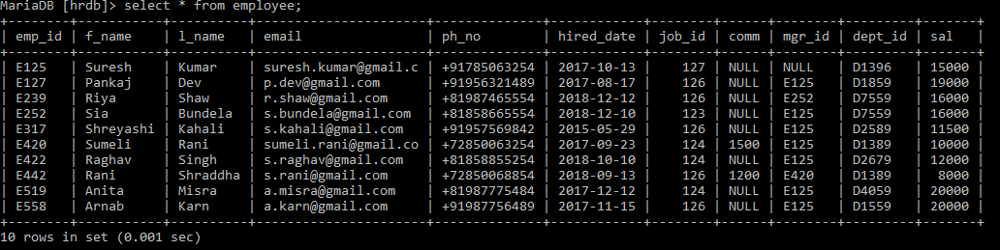 MariaDB [hrdb]> select * from employee;
+--------+-----------+----------+---------------------+--------------+------------+--------+------+--------+---------+-------+
| emp_id | f_name | l_name | email | ph_no | hired_date | job_id | comm | mgr_id | dept_id | sal |
+--------+-----------+----------+---------------------+--------------+------------+--------+------+--------+---------+-------+
| E125 | Suresh | Kumar | suresh.kumar@gmail.c | +91785063254 | 2017-10-13 | 127 | NULL | NULL | D1396 | 15000 |
| E127 | Pankaj | Dev | p.dev@gmail.com | +91956321489 | 2017-08-17 | 126 | NULL | E125 | D1859 | 19000 |
| E239 | Riya | Shaw | r.shaw@gmail.com | +81987465554 | 2018-12-12 | 126 | NULL | E252 | D7559 | 16000 |
| E252 | Sia | Bundela | s.bundela@gmail.com | +81858665554 | 2018-12-10 | 123 | NULL | E125 | D7559 | 16000 |
| E317 | Shreyashi | Kahali | s.kahali@gmail.com | +91957569842 | 2015-05-29 | 126 | NULL | E125 | D2589 | 11500 |
| E420 | Sumeli | Rani | sumeli.rani@gmail.co | +72850063254 | 2017-09-23 | 124 | 1500 | E125 | D1389 | 10000 |
| E422 | Raghav | Singh | s.raghav@gmail.com | +81858855254 | 2018-10-10 | 124 | NULL | E125 | D2679 | 12000 |
| E442 | Rani | Shraddha | s.rani@gmail.com | +72850068854 | 2018-09-13 | 126 | 1200 | E420 | D1389 | 8000 |
| E519 | Anita | Misra | a.misra@gmail.com | +81987775484 | 2017-12-12 | 124 | NULL | E125 | D4059 | 20000 |
| E558 | Arnab | Karn | a.karn@gmail.com | +91987756489 | 2017-11-15 | 126 | NULL | E125 | D1559 | 20000 |
+--------+-----------+----------+---------------------+--------------+------------+--------+------+--------+---------+-------+
10 rows in set (0.001 sec)